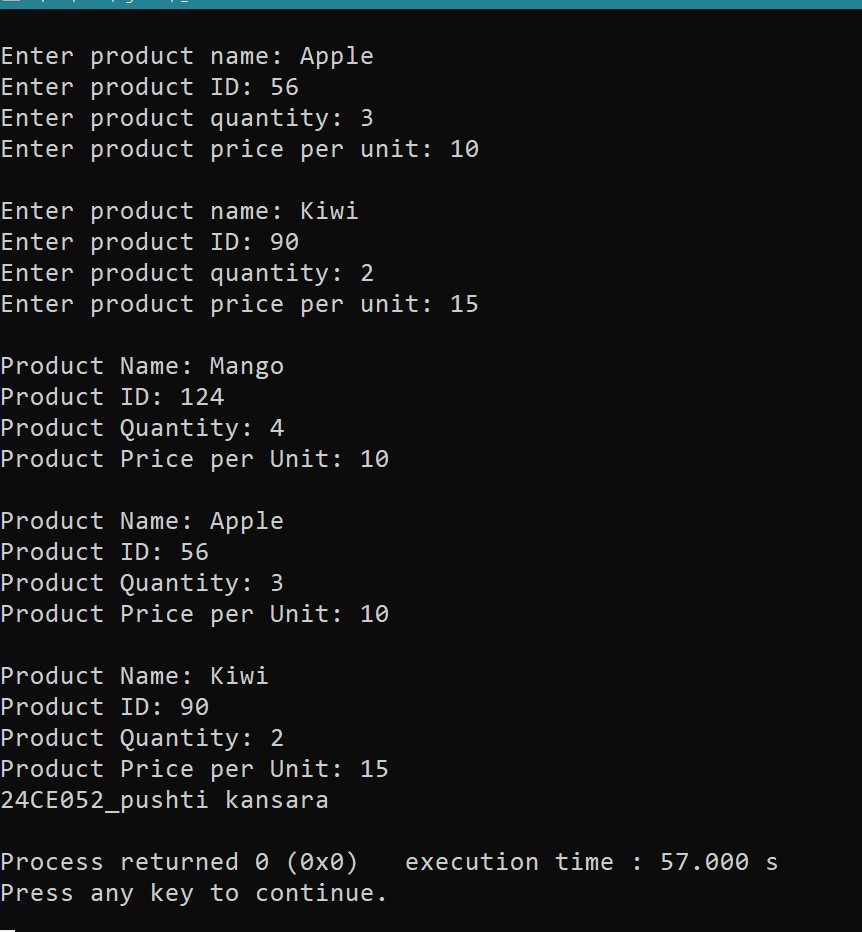 Enter product name: Apple
Enter product ID: 56
Enter product quantity: 3
Enter product price per unit: 10
Enter product name: Kiwi
Enter product ID: 90
Enter product quantity: 2
Enter product price per unit: 15
Product Name: Mango
Product ID: 124
Product Quantity: 4
Product Price per Unit: 10
Product Name: Apple
Product ID: 56
Product Quantity: 3
Product Price per Unit: 10
Product Name: Kiwi
Product ID: 90
Product Quantity: 2
Product Price per Unit: 15
24CE052_pushti kansara
Process returned 0 (0x0)   execution time : 57.000 s
Press any key to continue.